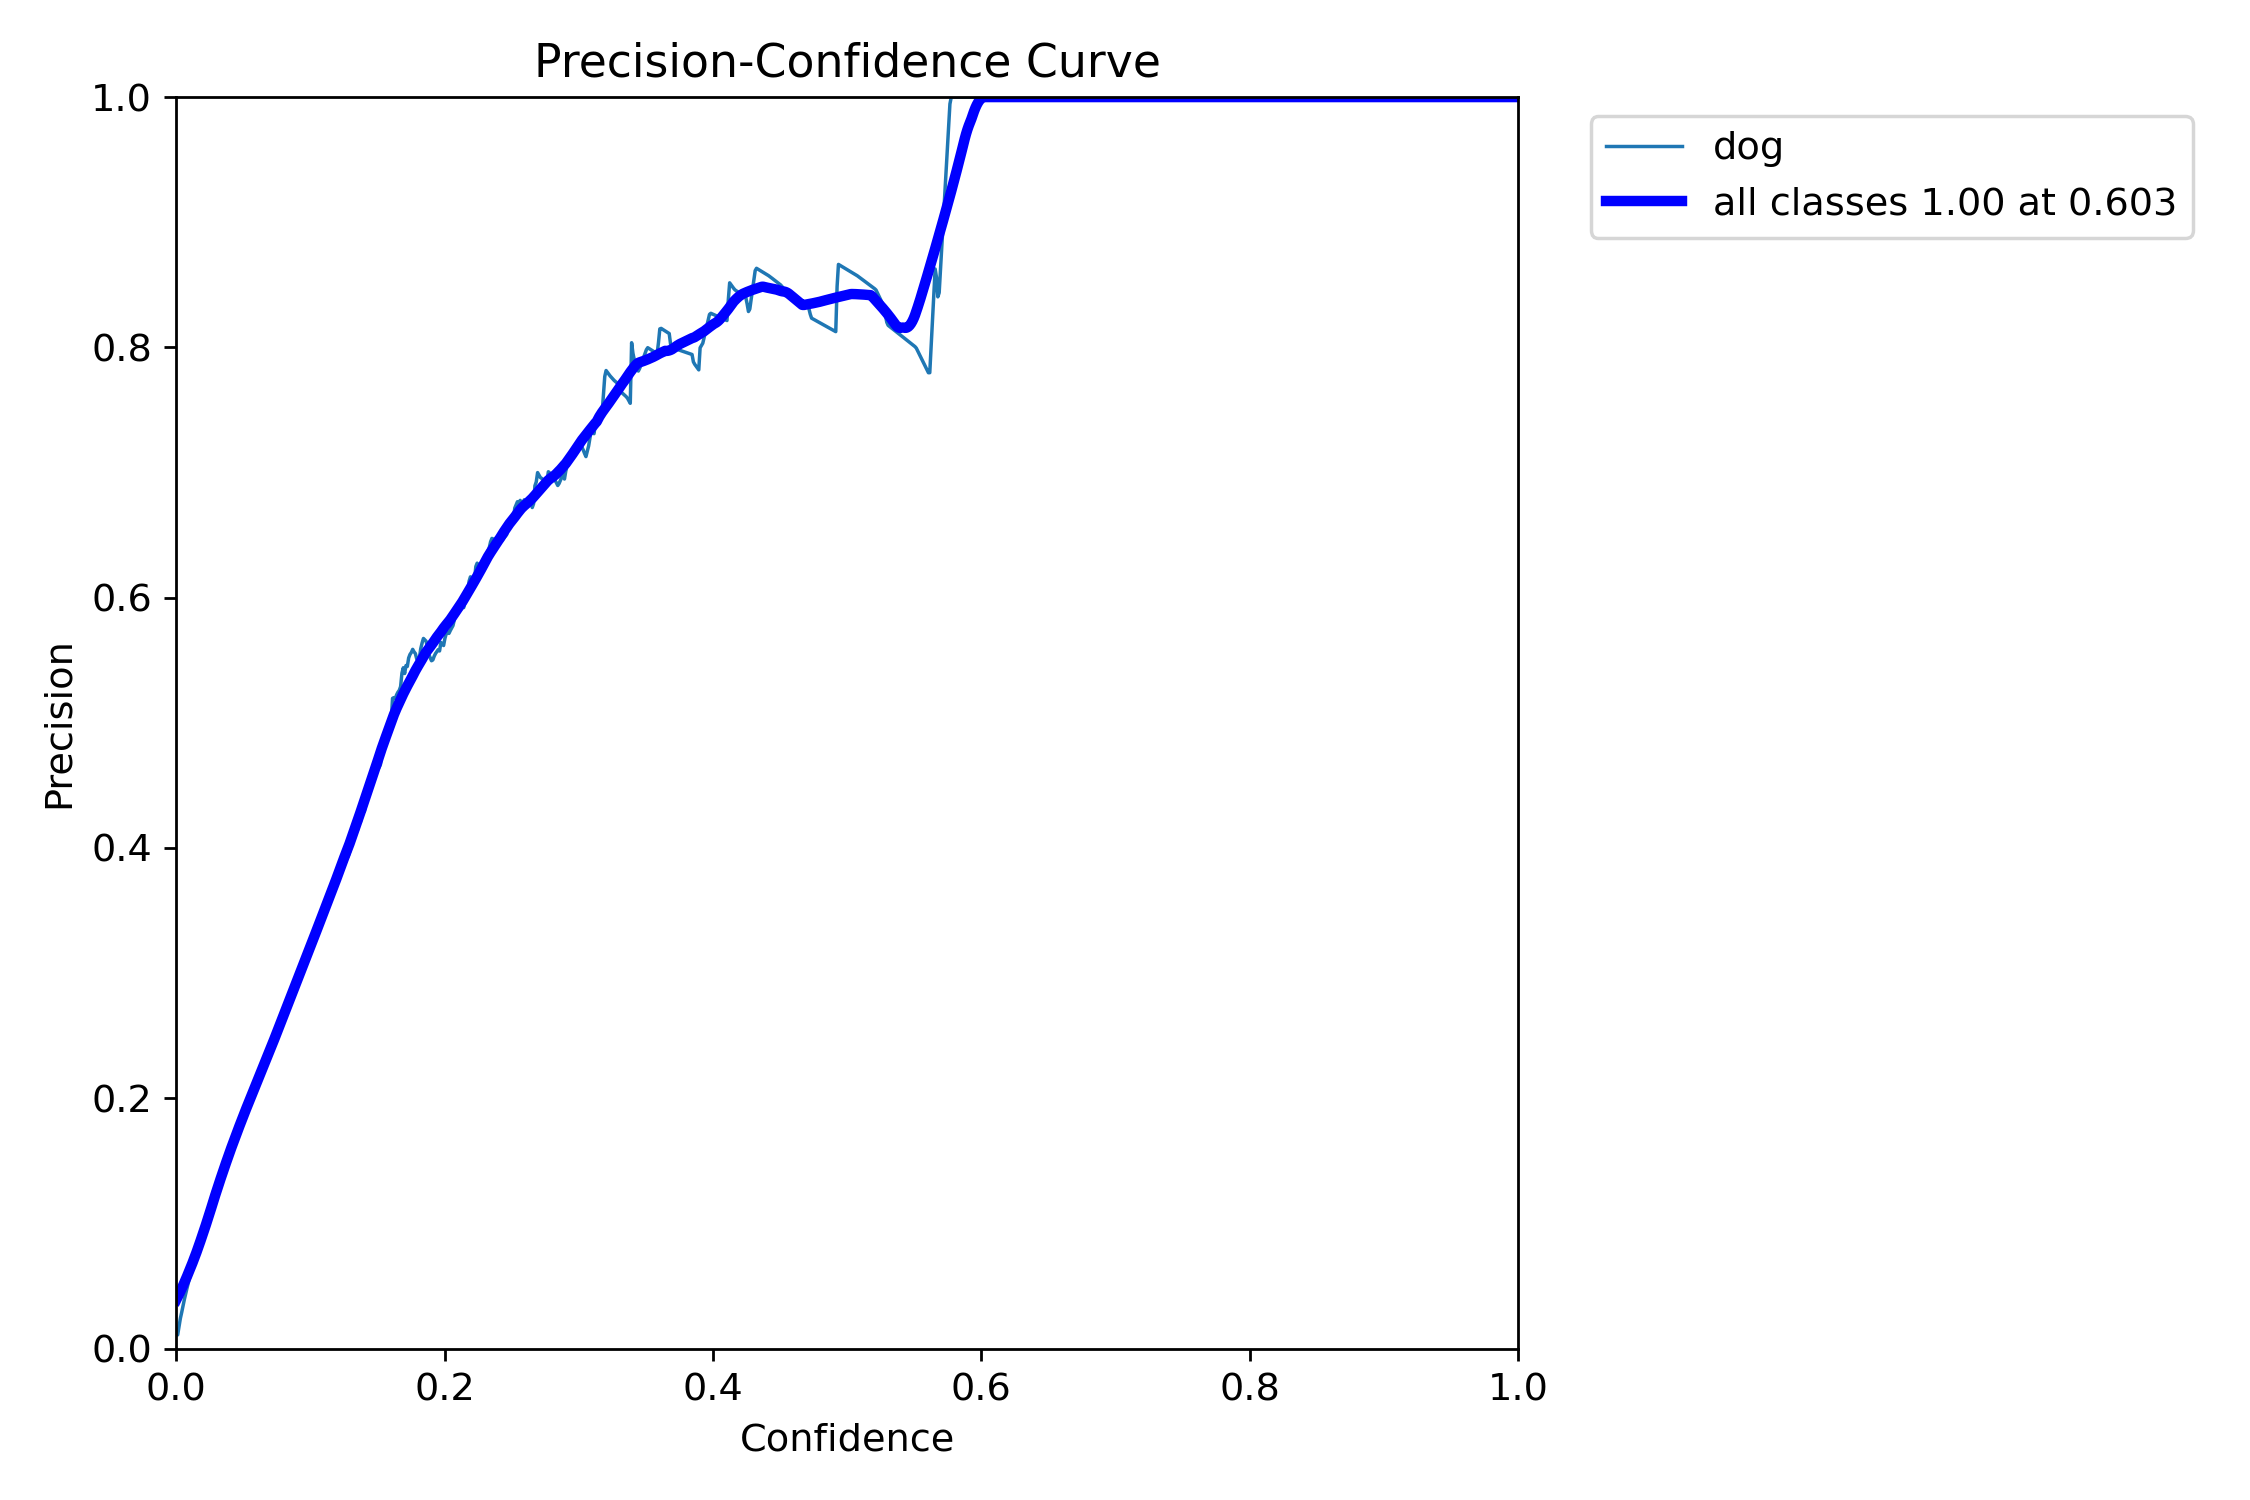 Precision-Confidence Curve
1.0
0.8
0.6
0.4
0.2
0.0
Precision
0.0 0.2 0.4 0.6 0.8 1.0
Confidence
dog
all classes 1.00 at 0.603